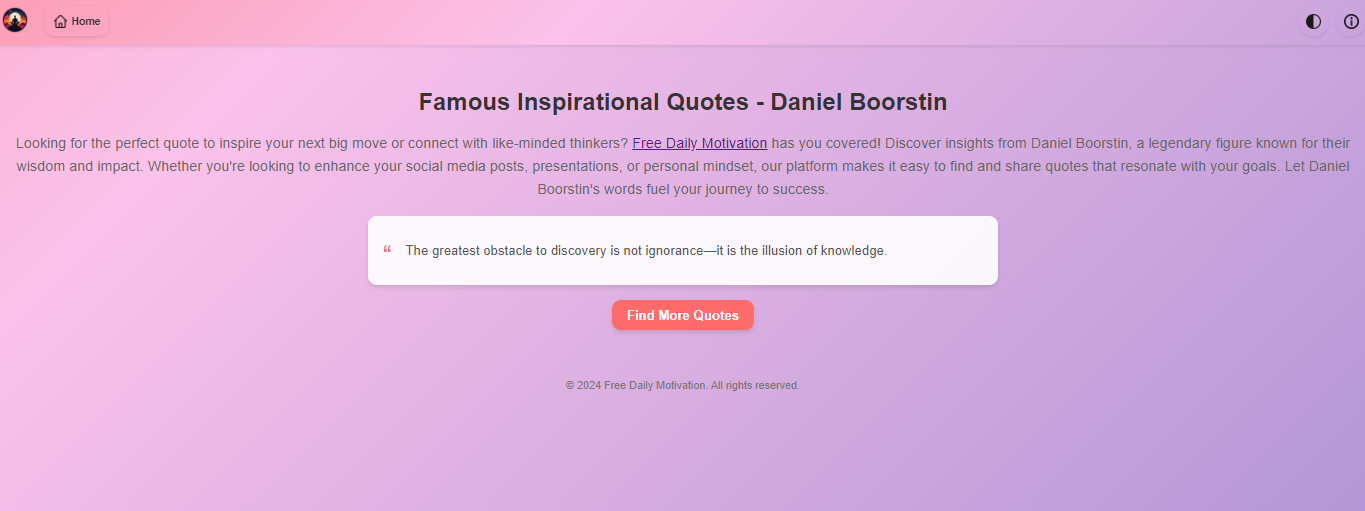 Home
Famous Inspirational Quotes - Daniel Boorstin
Looking for the perfect quote to inspire your next big move or connect with like-minded thinkers? Free Daily Motivation has you covered! Discover insights from Daniel Boorstin, a legendary figure known for their
wisdom and impact. Whether you're looking to enhance your social media posts, presentations, or personal mindset, our platform makes it easy to find and share quotes that resonate with your goals. Let Daniel
Boorstin's words fuel your journey to success.
“ The greatest obstacle to discovery is not ignorance—it is the illusion of knowledge.
Find More Quotes
© 2024 Free Daily Motivation. All rights reserved.